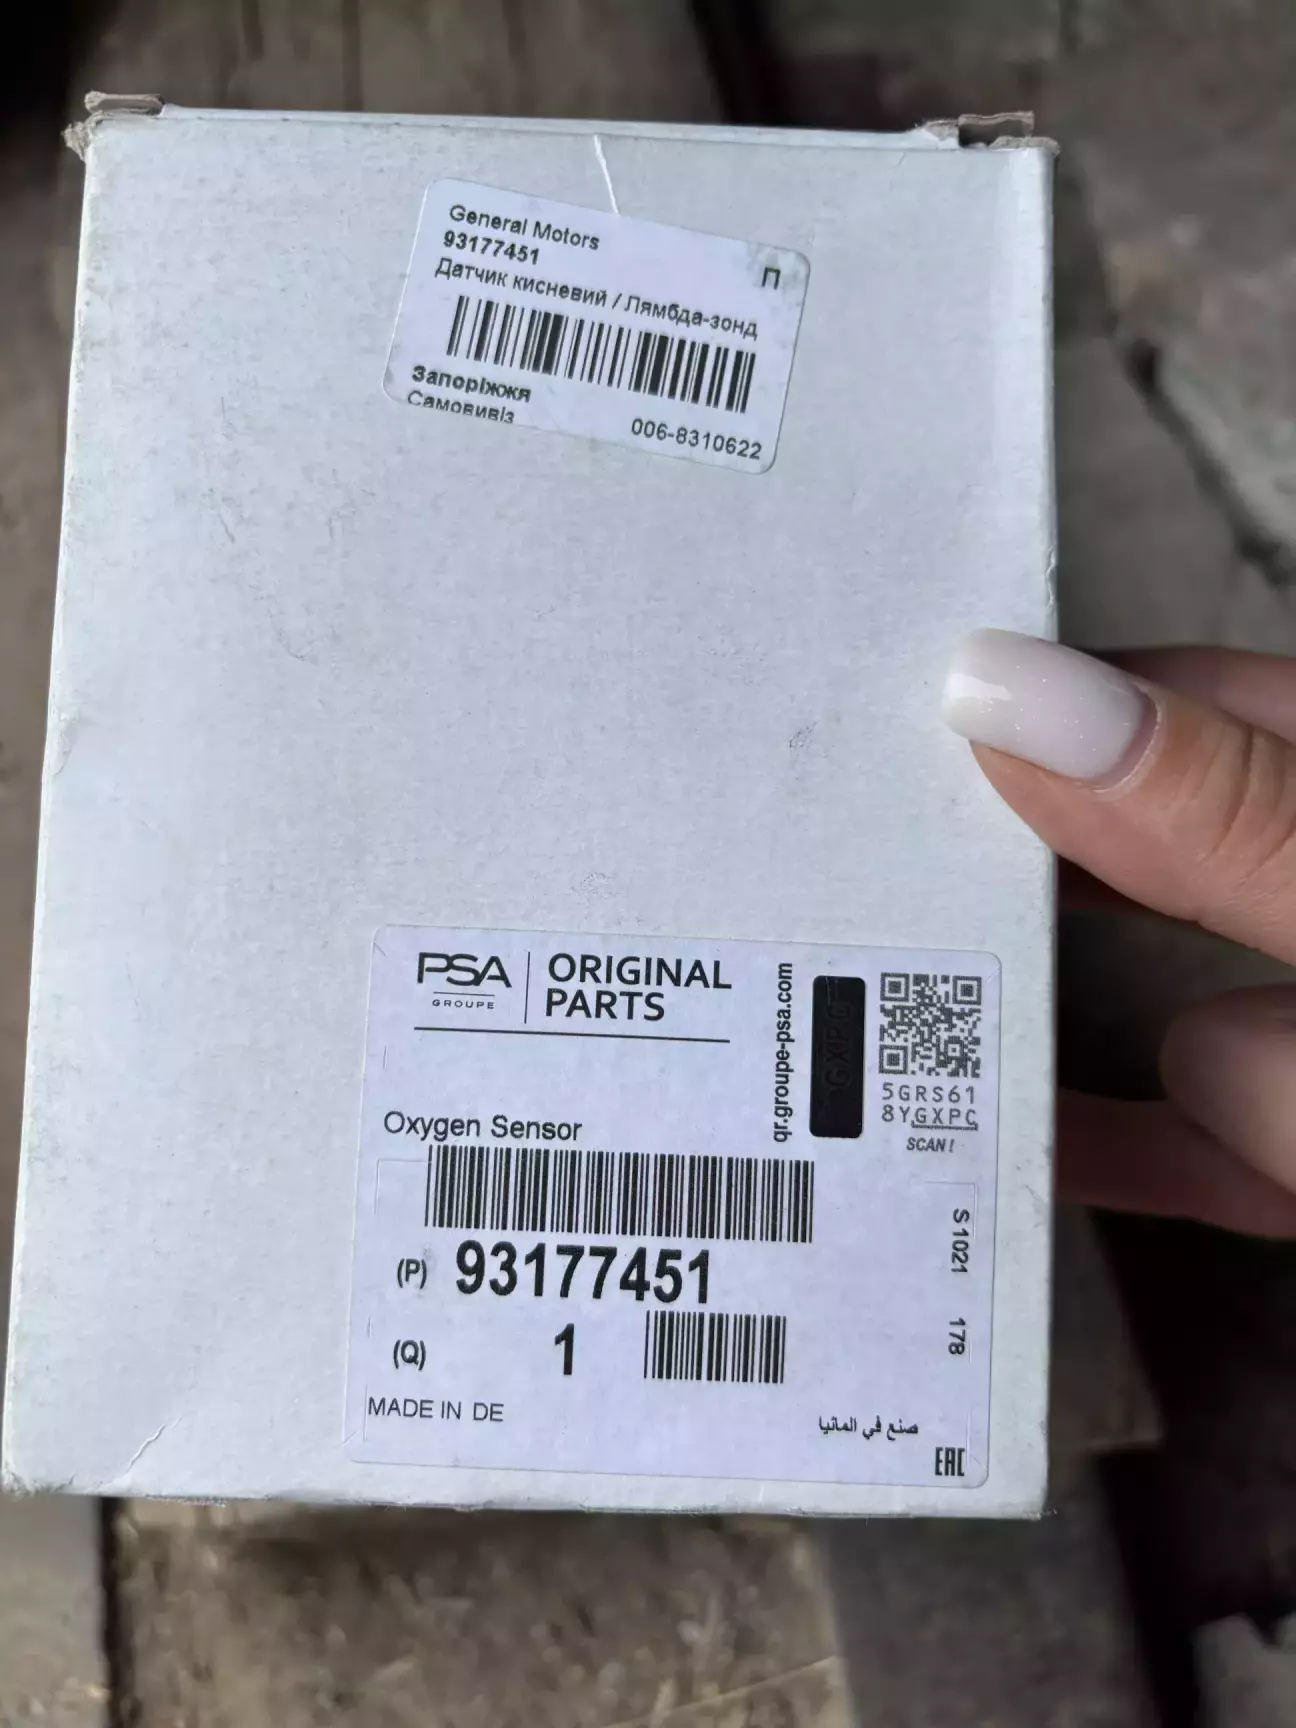 General Motors
93177451
П
Датчик кисневий / Лямбда-зонд
Запоріжжя
Самовивіз
006-8310622
PSA
GROUPE
ORIGINAL
PARTS
qr.groupe-psa.com
GXPC
5GRS61
8YGXPC
SCAN!
Oxygen Sensor
(P) 93177451
(Q) 1
S 1021 178
MADE IN DE
صنع في المانيا
EAC